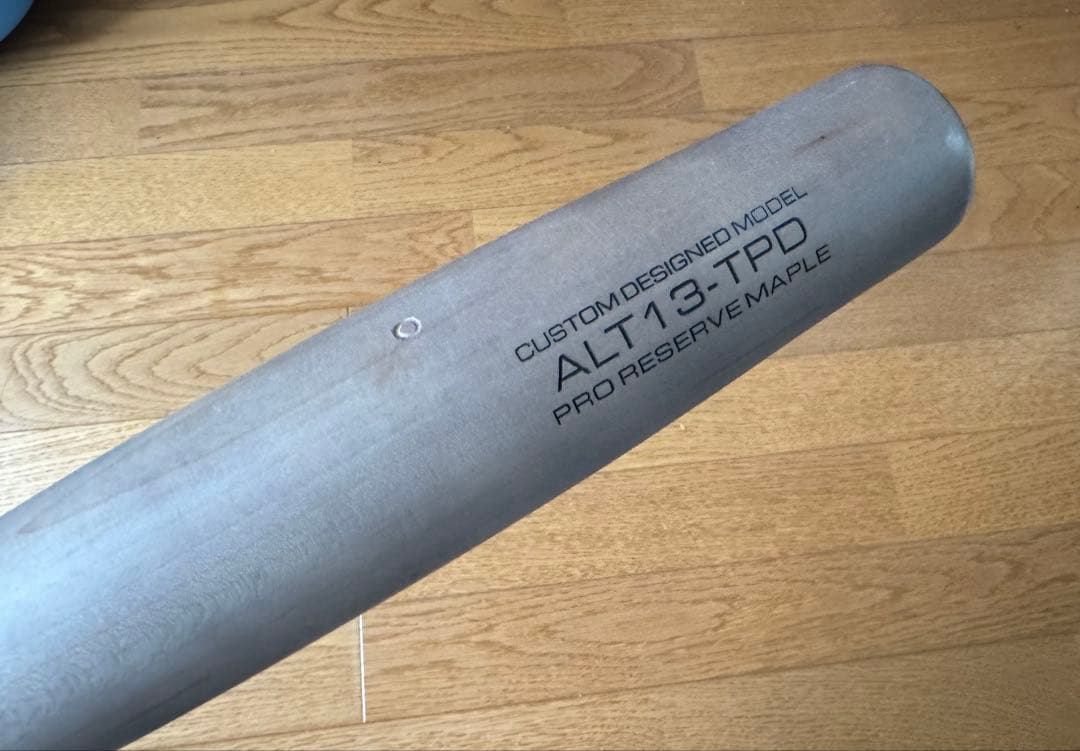 CUSTOM DESIGNED MODEL
ALT13-TPD
PRO RESERVE MAPLE